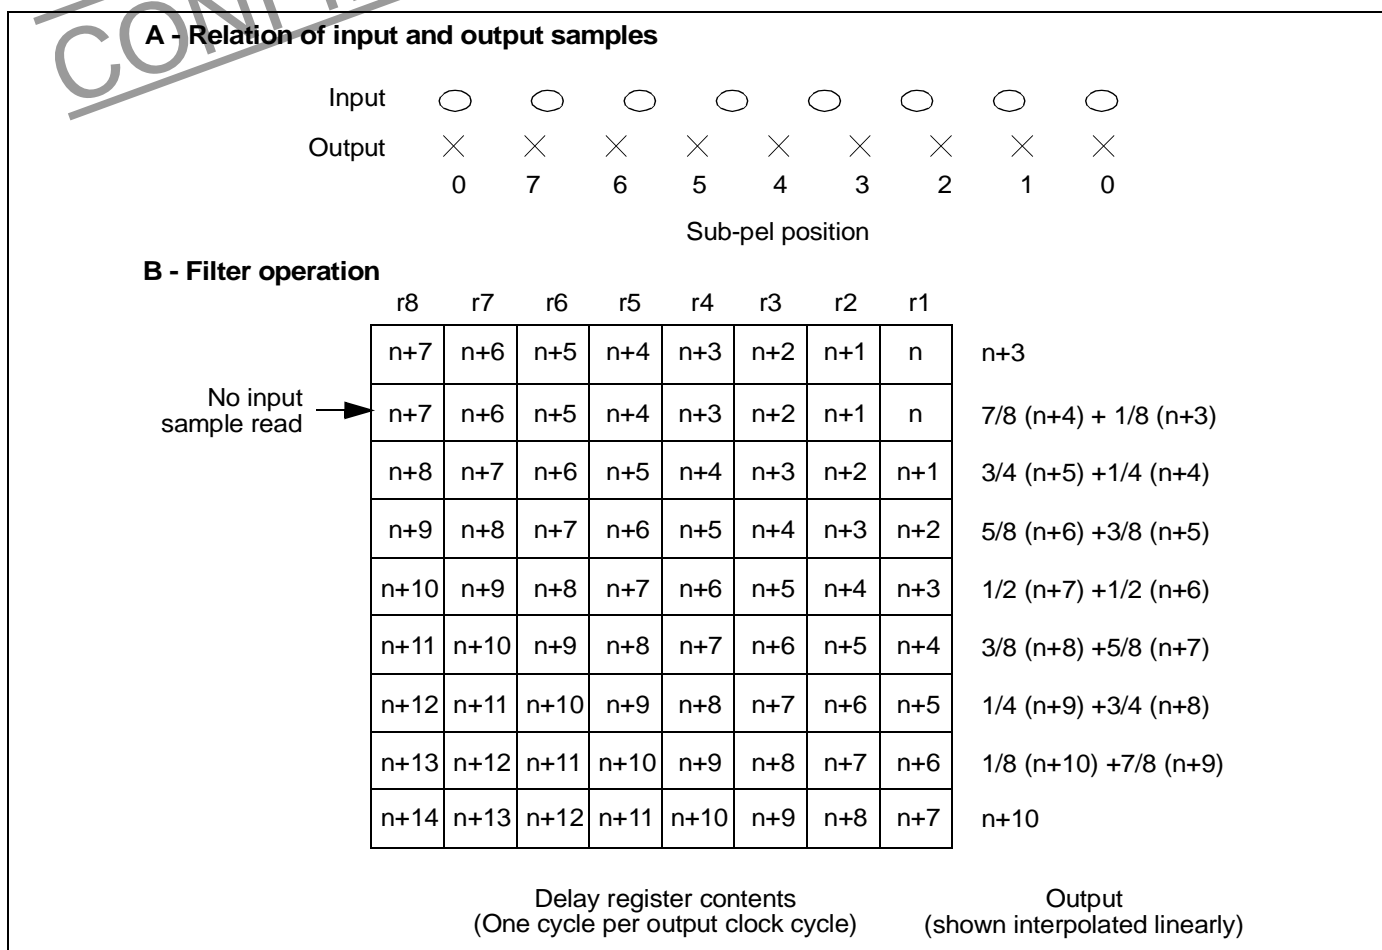 A - Relation of input and output samples
Input
Output
0 7 6 5 4 3 2 1 0
Sub-pel position
B - Filter operation
r8 r7 r6 r5 r4 r3 r2 r1
n+7 n+6 n+5 n+4 n+3 n+2 n+1 n n+3
No input
sample read
n+7 n+6 n+5 n+4 n+3 n+2 n+1 n 7/8 (n+4) + 1/8 (n+3)
n+8 n+7 n+6 n+5 n+4 n+3 n+2 n+1 3/4 (n+5) +1/4 (n+4)
n+9 n+8 n+7 n+6 n+5 n+4 n+3 n+2 5/8 (n+6) +3/8 (n+5)
n+10 n+9 n+8 n+7 n+6 n+5 n+4 n+3 1/2 (n+7) +1/2 (n+6)
n+11 n+10 n+9 n+8 n+7 n+6 n+5 n+4 3/8 (n+8) +5/8 (n+7)
n+12 n+11 n+10 n+9 n+8 n+7 n+6 n+5 1/4 (n+9) +3/4 (n+8)
n+13 n+12 n+11 n+10 n+9 n+8 n+7 n+6 1/8 (n+10) +7/8 (n+9)
n+14 n+13 n+12 n+11 n+10 n+9 n+8 n+7 n+10
Delay register contents
(One cycle per output clock cycle)
Output
(shown interpolated linearly)